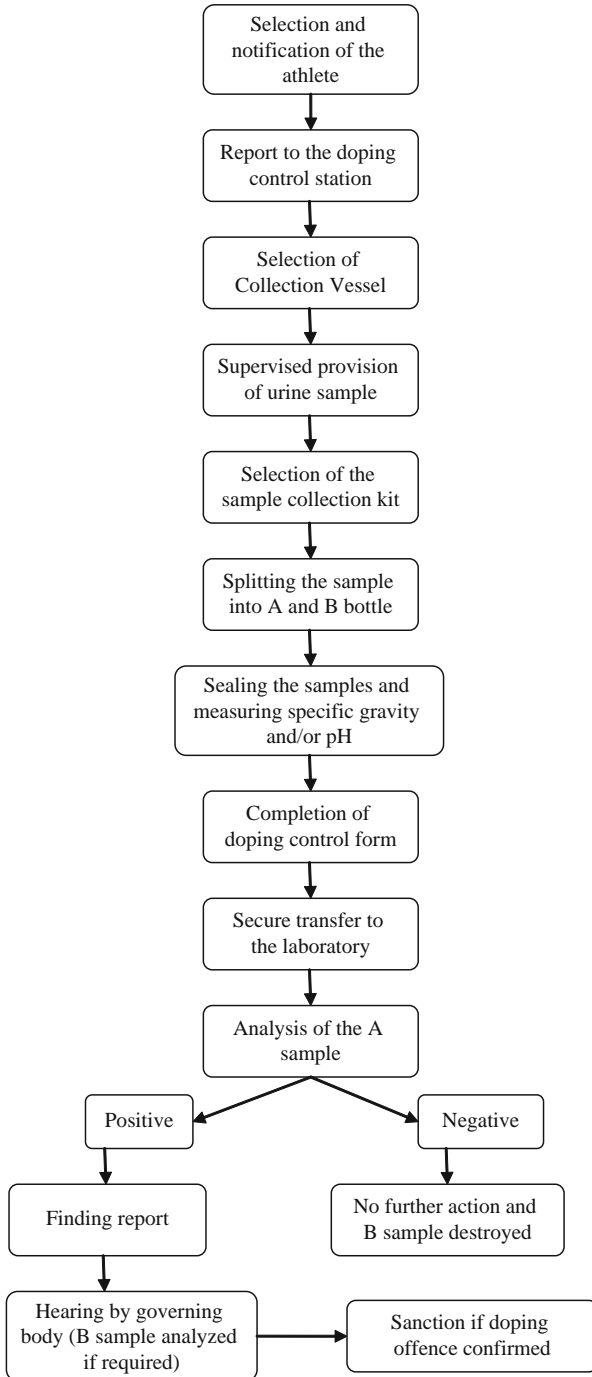 Selection and
notification of the
athlete
Report to the doping
control station
Selection of
Collection Vessel
Supervised provision
of urine sample
Selection of the
sample collection kit
Splitting the sample
into A and B bottle
Sealing the samples and
measuring specific gravity
and/or pH
Completion of
doping control form
Secure transfer to
the laboratory
Analysis of the A
sample
Positive
Negative
Finding report
No further action and
B sample destroyed
Hearing by governing
body (B sample analyzed
if required)
Sanction if doping
offence confirmed